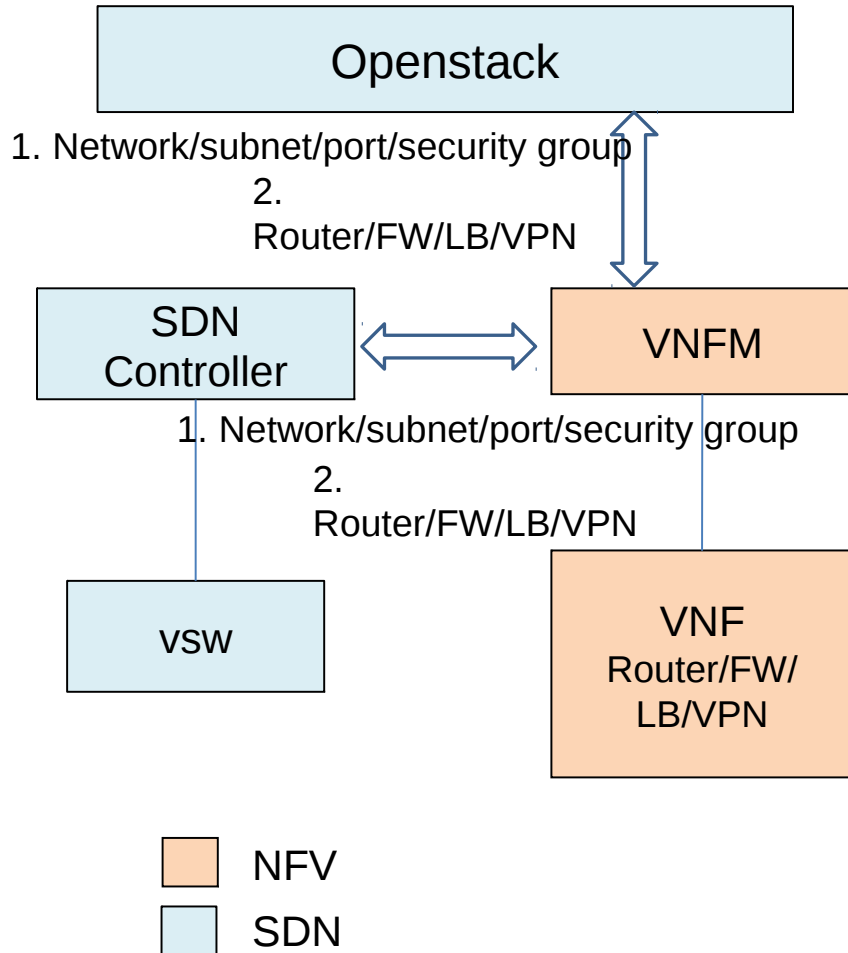 Openstack
1. Network/subnet/port/security group
2.
Router/FW/LB/VPN
SDN
Controller
VNFM
1. Network/subnet/port/security group
2.
Router/FW/LB/VPN
vsw
VNF
Router/FW/
LB/VPN
NFV
SDN